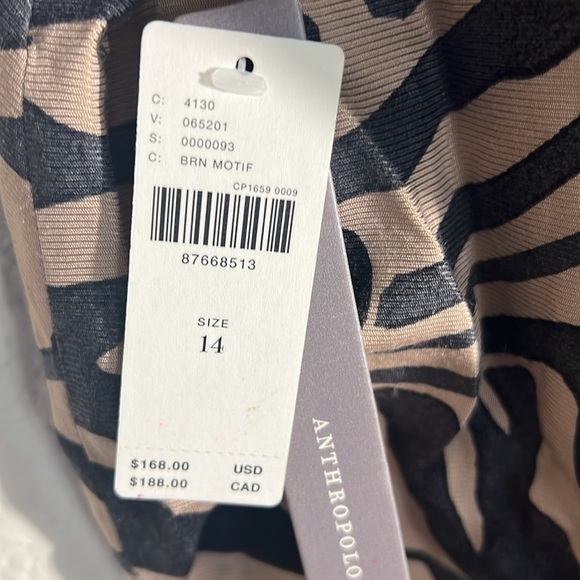 C: 4130
V: 065201
S: 0000093
C: BRN MOTIF
CP1659 0009
87668513
SIZE
14
$168.00 USD
$188.00 CAD
ANTHROPOLO